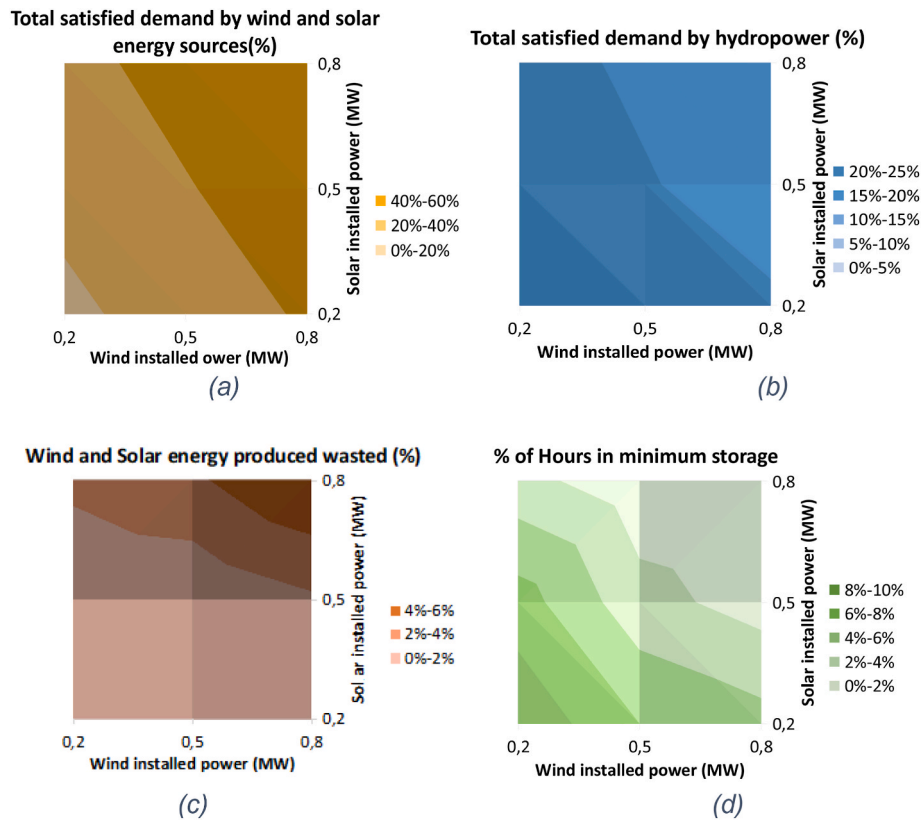 Total satisfied demand by wind and solar
energy sources(%)
0,8
0,5
0,2
Solar installed power (MW)
40%-60%
20%-40%
0%-20%
0,2 0,5 0,8
Wind installed ower (MW)
(a)
Total satisfied demand by hydropower (%)
0,8
0,5
0,2
Solar installed power (MW)
20%-25%
15%-20%
10%-15%
5%-10%
0%-5%
0,2 0,5 0,8
Wind installed power (MW)
(b)
Wind and Solar energy produced wasted (%)
0,8
0,5
0,2
Sol ar installed power (MW)
4%-6%
2%-4%
0%-2%
0,2 0,5 0,8
Wind installed power (MW)
(c)
% of Hours in minimum storage
0,8
0,5
0,2
Solar installed power (MW)
8%-10%
6%-8%
4%-6%
2%-4%
0%-2%
0,2 0,5 0,8
Wind installed power (MW)
(d)